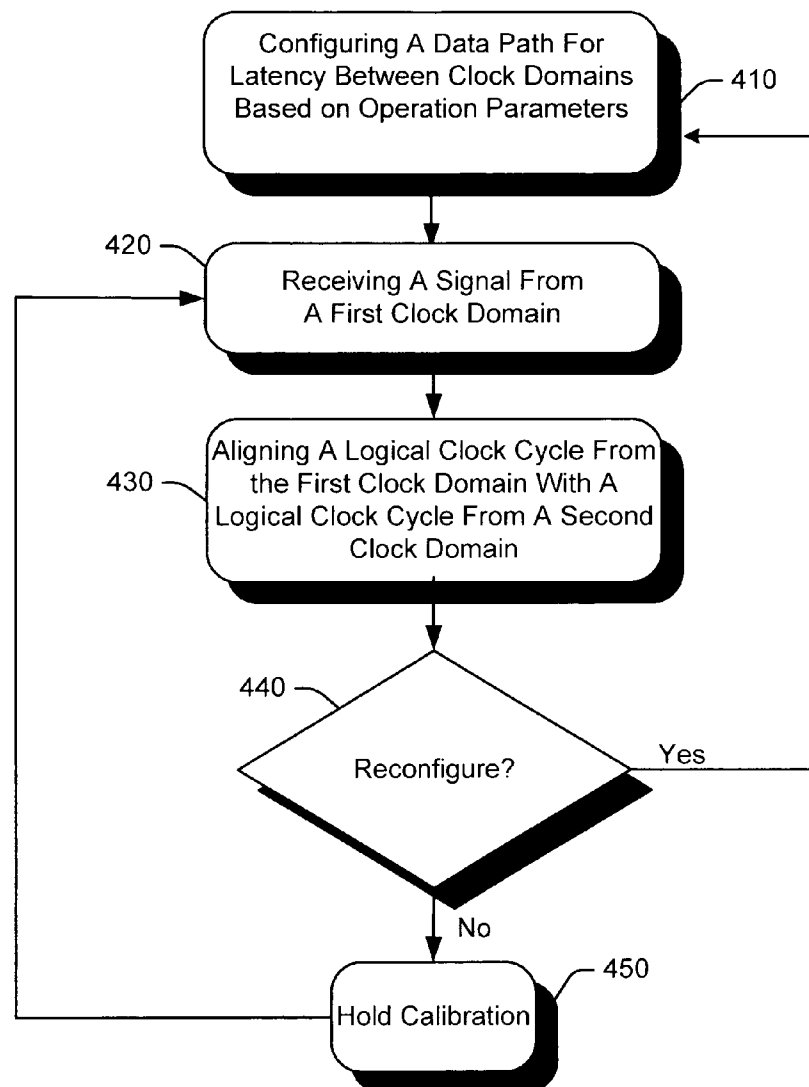 Configuring A Data Path For
Latency Between Clock Domains
Based on Operation Parameters
410
420
Receiving A Signal From
A First Clock Domain
430
Aligning A Logical Clock Cycle From
the First Clock Domain With A
Logical Clock Cycle From A Second
Clock Domain
440
Reconfigure?
Yes
No
450
Hold Calibration